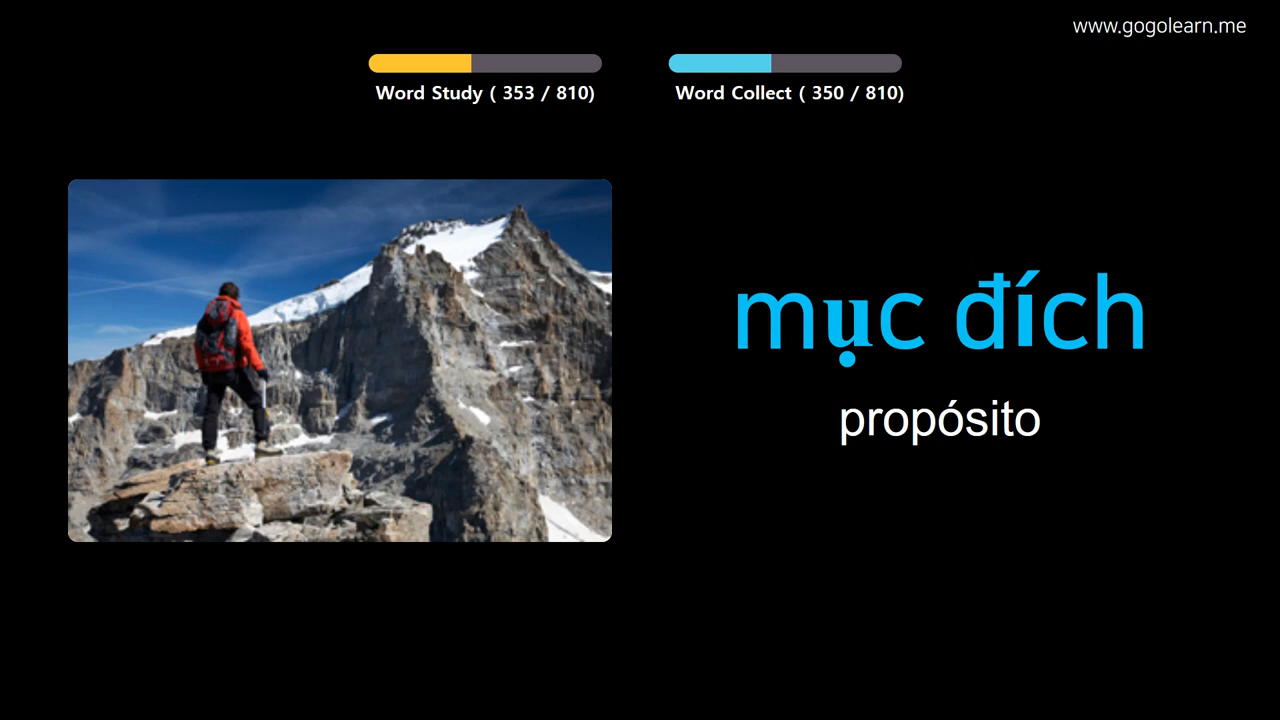 www.gogolearn.me
Word Study ( 353 / 810)
Word Collect ( 350 / 810)
mục đích
propósito